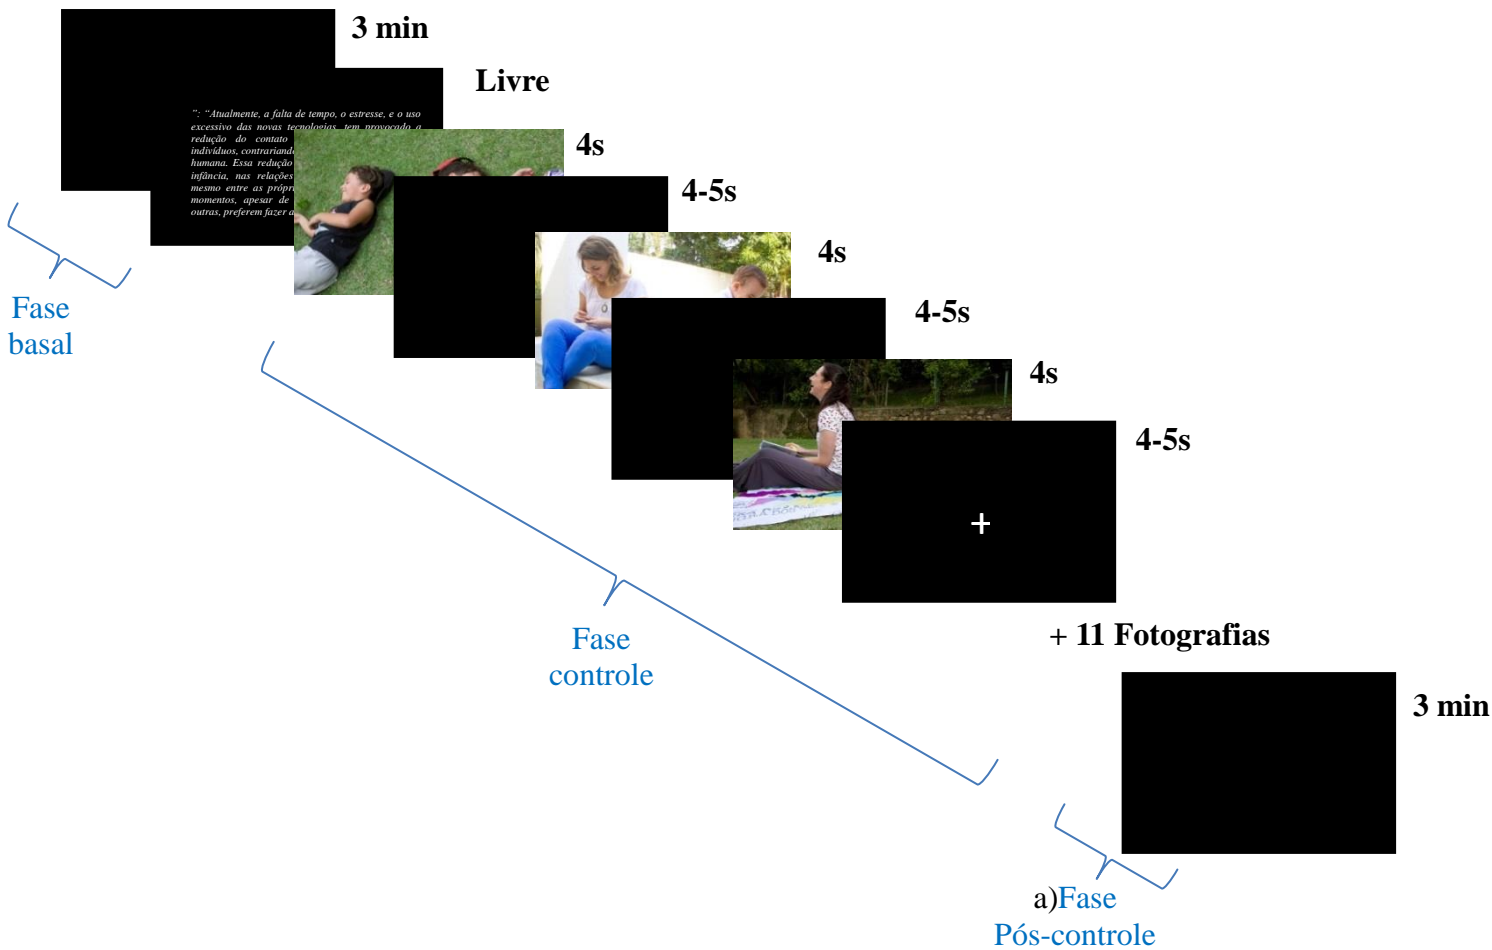 3 min
Livre
”: “Atualmente, a falta de tempo, o estresse, e o uso
excessivo das novas tecnologias, tem provocado a
redução do contato
indivíduos, contrariando
humana. Essa redução
infância, nas relações
mesmo entre as própri
momentos, apesar de
outras, preferem fazer a
4s
4-5s
4s
4-5s
4s
4-5s
+
Fase
basal
Fase
controle
+ 11 Fotografias
3 min
a)Fase
Pós-controle